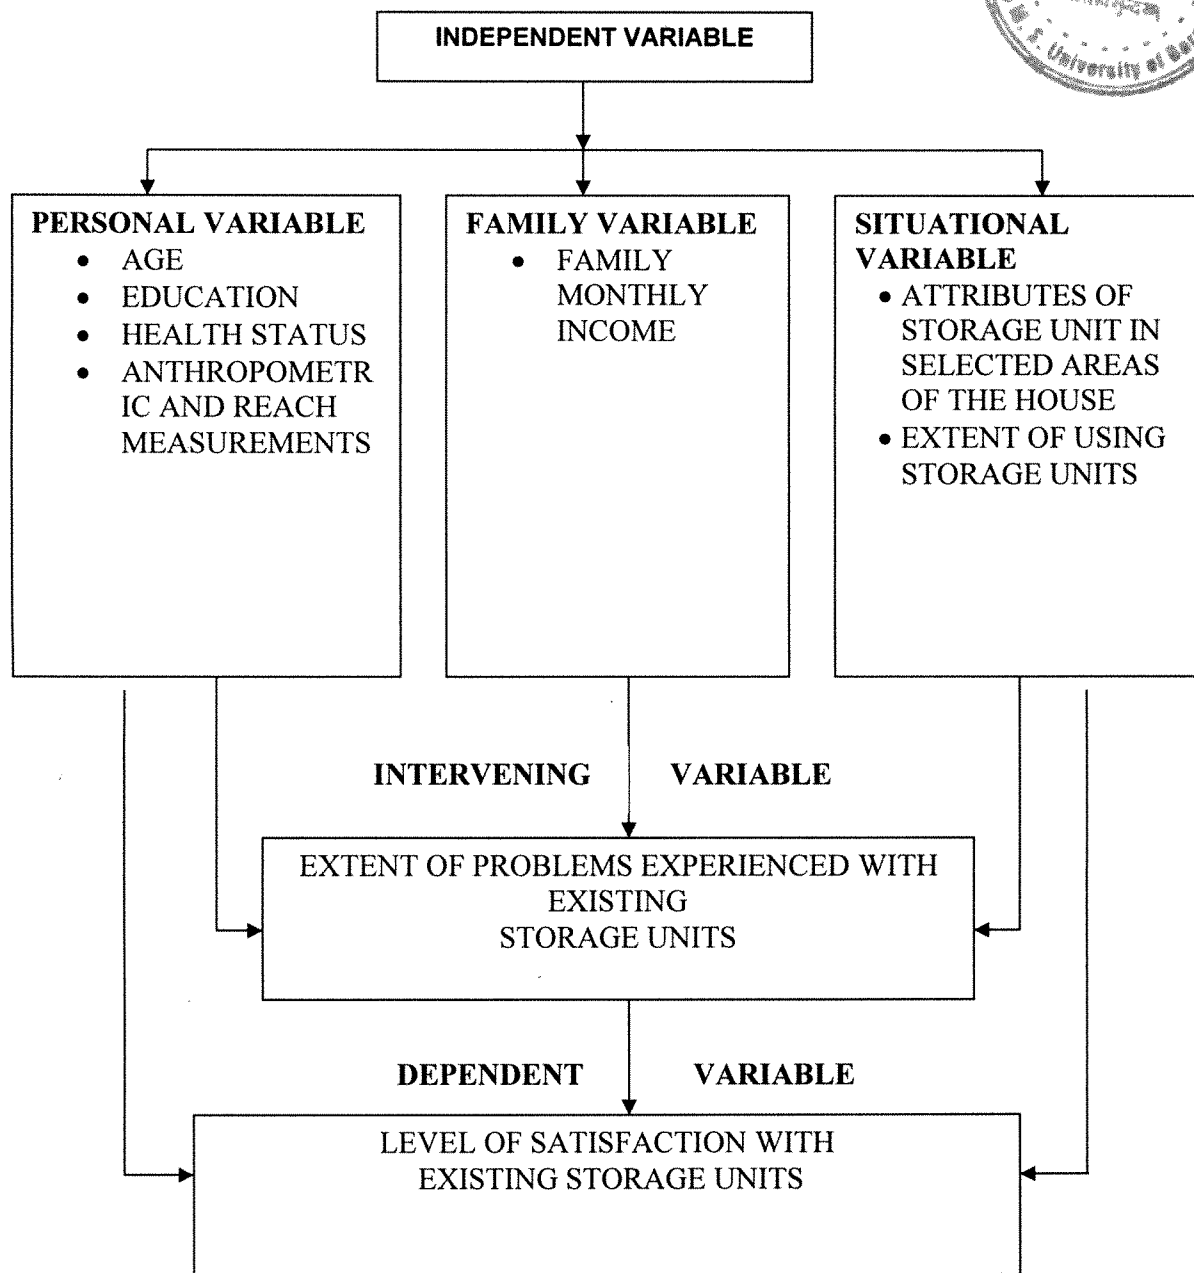 INDEPENDENT VARIABLE
M. S. University of
PERSONAL VARIABLE
• AGE
• EDUCATION
• HEALTH STATUS
• ANTHROPOMETR
IC AND REACH
MEASUREMENTS
FAMILY VARIABLE
• FAMILY
MONTHLY
INCOME
SITUATIONAL
VARIABLE
• ATTRIBUTES OF
STORAGE UNIT IN
SELECTED AREAS
OF THE HOUSE
• EXTENT OF USING
STORAGE UNITS
INTERVENING VARIABLE
EXTENT OF PROBLEMS EXPERIENCED WITH
EXISTING
STORAGE UNITS
DEPENDENT VARIABLE
LEVEL OF SATISFACTION WITH
EXISTING STORAGE UNITS